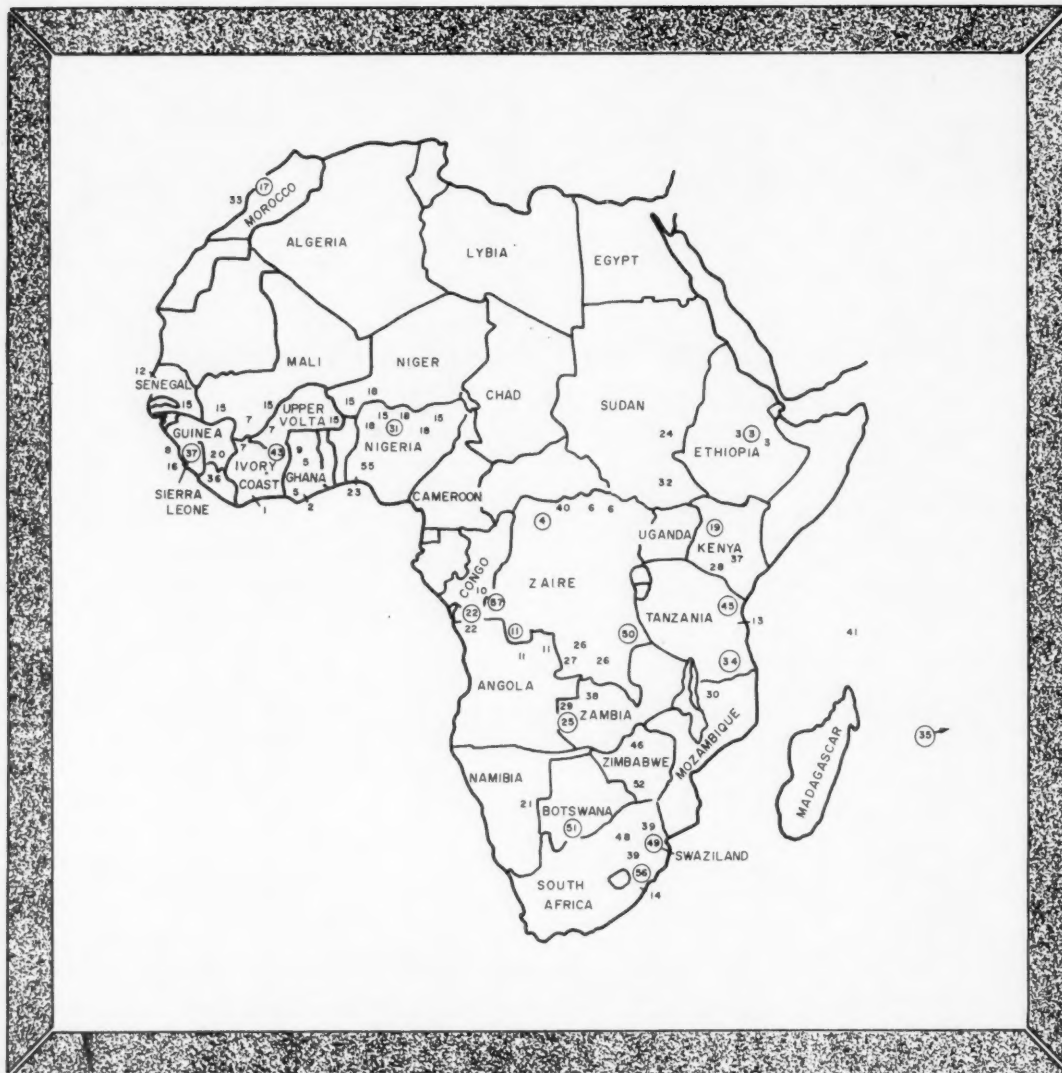 33
17
MOROCCO
ALGERIA
LYBIA
EGYPT
MALI
NIGER
CHAD
SUDAN
12
SENEGAL
15
15
7
15
UPPER
VOLTA
7
15
15
18
15
18
15
18
31
18
NIGERIA
55
24
3
3
3
ETHIOPIA
32
GUINEA
8
37
16
20
36
7
43
IVORY
COAST
9
5
GHANA
5
SIERRA
LEONE
1
2
23
CAMEROON
4
40
6
6
UGANDA
19
KENYA
37
28
CONGO
10
57
22
22
ZAIRE
11
11
11
50
45
TANZANIA
13
41
34
26
27
26
ANGOLA
38
29
25
ZAMBIA
30
MOZAMBIQUE
35
MADAGASCAR
46
ZIMBABWE
52
NAMIBIA
21
BOTSWANA
51
48
39
49
SWAZILAND
39
56
14
SOUTH
AFRICA